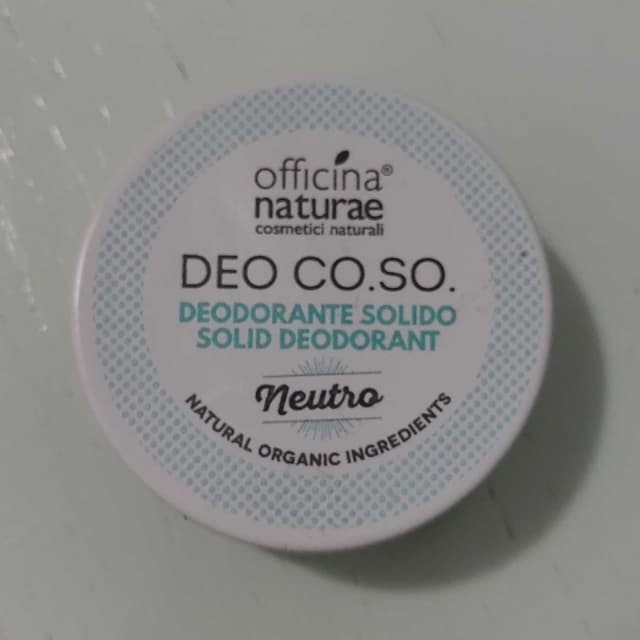 officina®
naturae
cosmetici naturali
DEO CO.SO.
DEODORANTE SOLIDO
SOLID DEODORANT
Neutro
NATURAL ORGANIC INGREDIENTS